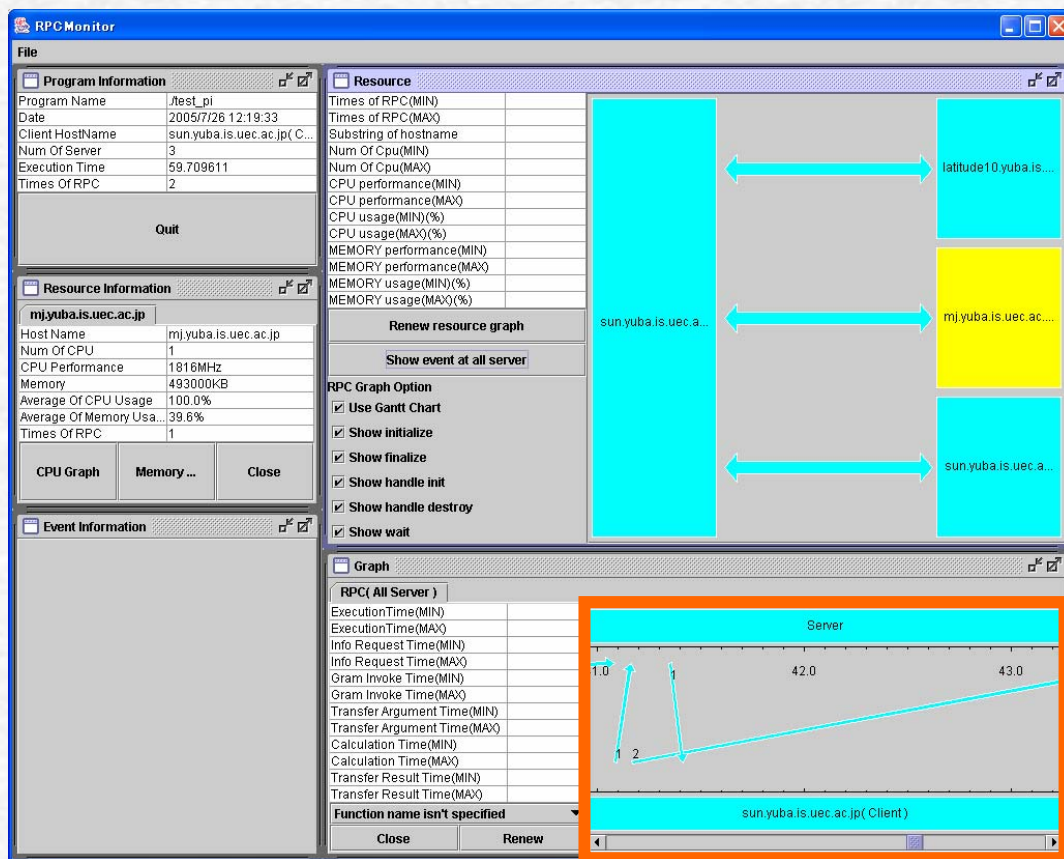 RPCMonitor
File
Program Information
Program Name ./test_pi
Date 2005/7/26 12:19:33
Client HostName sun.yuba.is.uec.ac.jp( C...
Num Of Server 3
Execution Time 59.709611
Times Of RPC 2
Quit
Resource Information
mj.yuba.is.uec.ac.jp
Host Name mj.yuba.is.uec.ac.jp
Num Of CPU 1
CPU Performance 1816MHz
Memory 493000KB
Average Of CPU Usage 100.0%
Average Of Memory Usa... 39.6%
Times Of RPC 1
CPU Graph Memory ... Close
Event Information
Resource
Times of RPC(MIN)
Times of RPC(MAX)
Substring of hostname
Num Of Cpu(MIN)
Num Of Cpu(MAX)
CPU performance(MIN)
CPU performance(MAX)
CPU usage(MIN)(%)
CPU usage(MAX)(%)
MEMORY performance(MIN)
MEMORY performance(MAX)
MEMORY usage(MIN)(%)
MEMORY usage(MAX)(%)
Renew resource graph
Show event at all server
RPC Graph Option
Use Gantt Chart
Show initialize
Show finalize
Show handle init
Show handle destroy
Show wait
sun.yuba.is.uec.a...
latitude10.yuba.is....
mj.yuba.is.uec.ac....
sun.yuba.is.uec.a...
Graph
RPC( All Server )
ExecutionTime(MIN)
ExecutionTime(MAX)
Info Request Time(MIN)
Info Request Time(MAX)
Gram Invoke Time(MIN)
Gram Invoke Time(MAX)
Transfer Argument Time(MIN)
Transfer Argument Time(MAX)
Calculation Time(MIN)
Calculation Time(MAX)
Transfer Result Time(MIN)
Transfer Result Time(MAX)
Function name isn't specified
Close Renew
Server
1.0 1 42.0 43.0
1 2
sun.yuba.is.uec.ac.jp( Client )